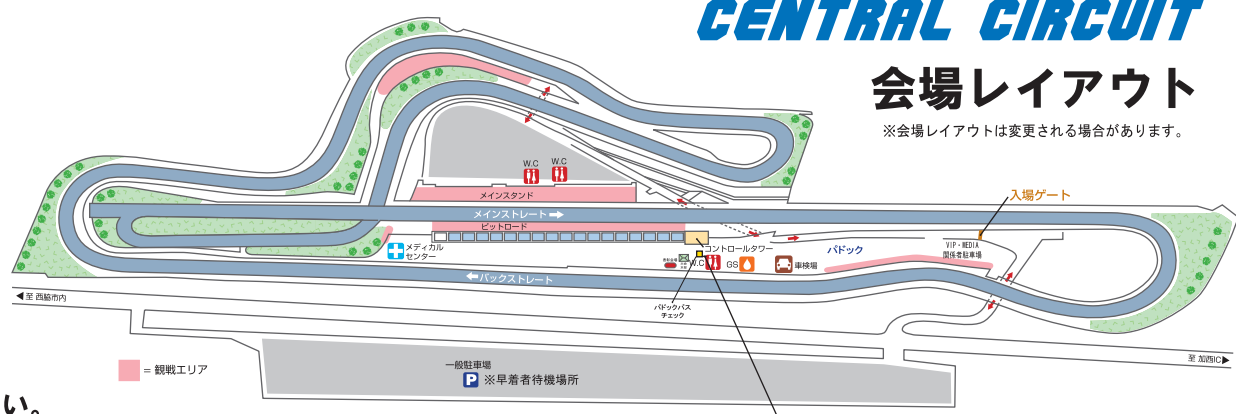 CENTRAL CIRCUIT
会場レイアウト
※会場レイアウトは変更される場合があります。
W.C
W.C
メインスタンド
入場ゲート
メインストレート
ピットロード
メディカル
センター
コントロールタワー
パドック
VIP・MEDIA
関係者駐車場
W.C
GS
車検場
バックストレート
パドックパス
チェック
至 西脇市内
至 加西IC
= 観戦エリア
一般駐車場
P ※早着者待機場所
い。